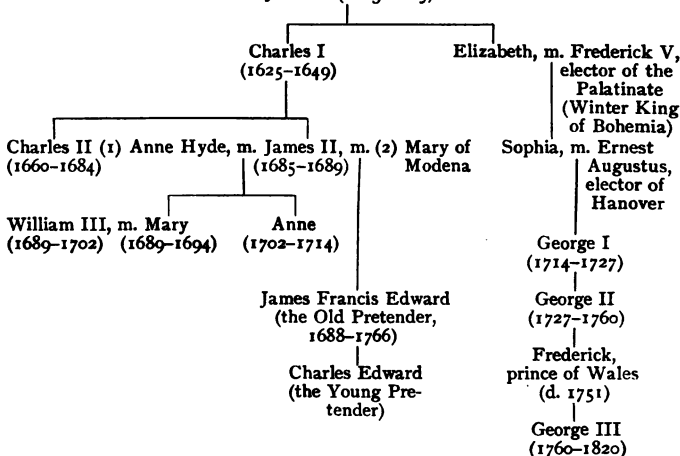 Charles I
(1625–1649)
Elizabeth, m. Frederick V,
elector of the
Palatinate
(Winter King
of Bohemia)
Charles II (1) Anne Hyde, m. James II, m. (2) Mary of
(1660–1684)
(1685–1689)
Modena
Sophia, m. Ernest
Augustus,
elector of
Hanover
William III, m. Mary
(1689–1702) (1689–1694)
Anne
(1702–1714)
George I
(1714–1727)
James Francis Edward
(the Old Pretender,
1688–1766)
George II
(1727–1760)
Charles Edward
(the Young Pre-
tender)
Frederick,
prince of Wales
(d. 1751)
George III
(1760–1820)